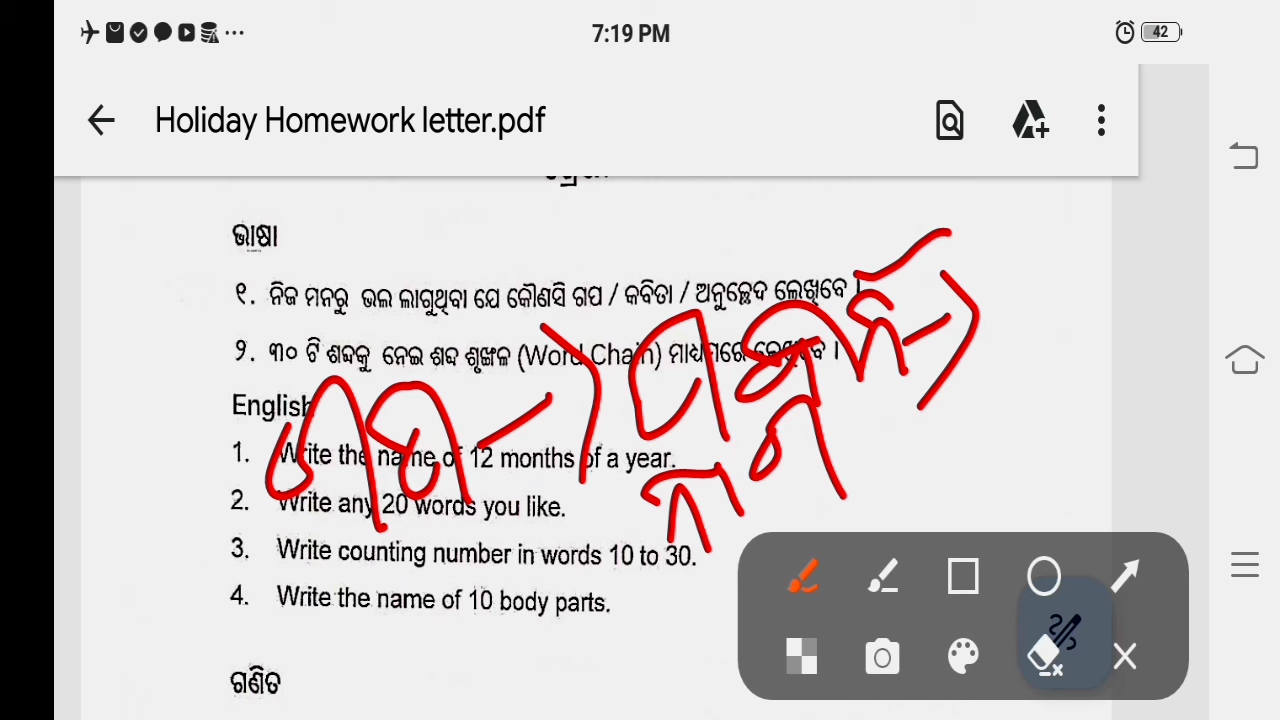 7:19 PM
42
Holiday Homework letter.pdf
ଭାଷା
୧. ନିଜ ମନରୁ ଭଲ ଲାଗୁଥିବା ଯେ କୌଣସି ଗପ / କବିତା / ଅନୁଚ୍ଛେଦ ଲେଖିବେ ।
୨. ୩୦ ଟି ଶବ୍ଦକୁ ନେଇ ଶବ୍ଦ ଶୃଙ୍ଖଳ (Word Chain) ମାଧ୍ୟମରେ ଲେଖିବେ ।
English
1. Write the name of 12 months of a year.
2. Write any 20 words you like.
3. Write counting number in words 10 to 30.
4. Write the name of 10 body parts.
ଗଣିତ